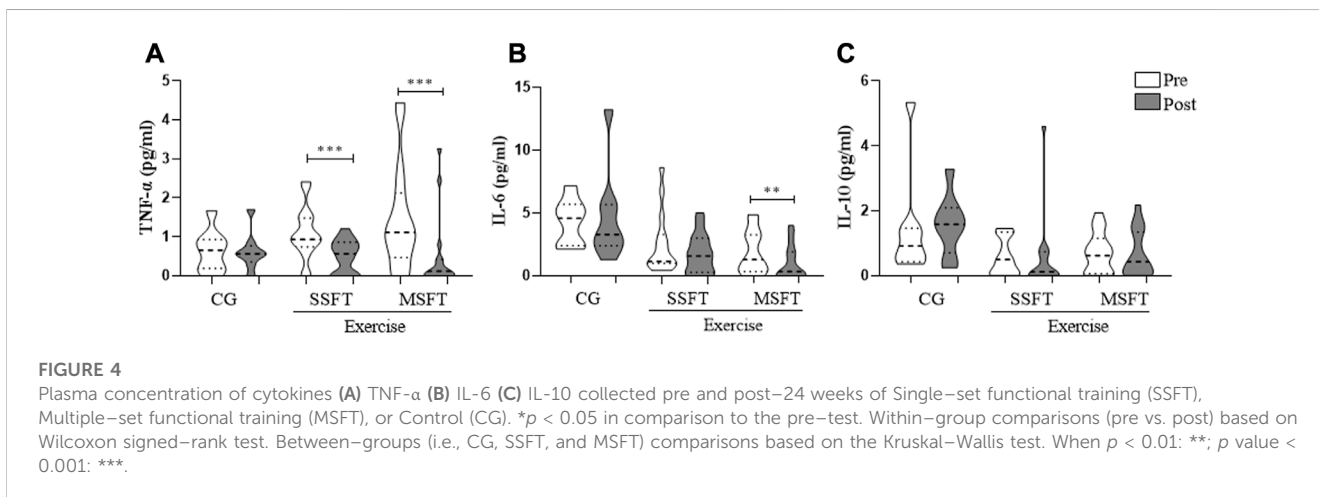 A
B
C
TNF-α (pg/ml)
5
4
3
2
1
0
***
***
CG
SSFT
MSFT
Exercise
IL-6 (pg/ml)
15
10
5
0
**
CG
SSFT
MSFT
Exercise
IL-10 (pg/ml)
6
4
2
0
CG
SSFT
MSFT
Exercise
Pre
Post
FIGURE 4
Plasma concentration of cytokines (A) TNF-α (B) IL-6 (C) IL-10 collected pre and post–24 weeks of Single–set functional training (SSFT),
Multiple–set functional training (MSFT), or Control (CG). *p < 0.05 in comparison to the pre–test. Within–group comparisons (pre vs. post) based on
Wilcoxon signed–rank test. Between–groups (i.e., CG, SSFT, and MSFT) comparisons based on the Kruskal–Wallis test. When p < 0.01: **; p value <
0.001: ***.